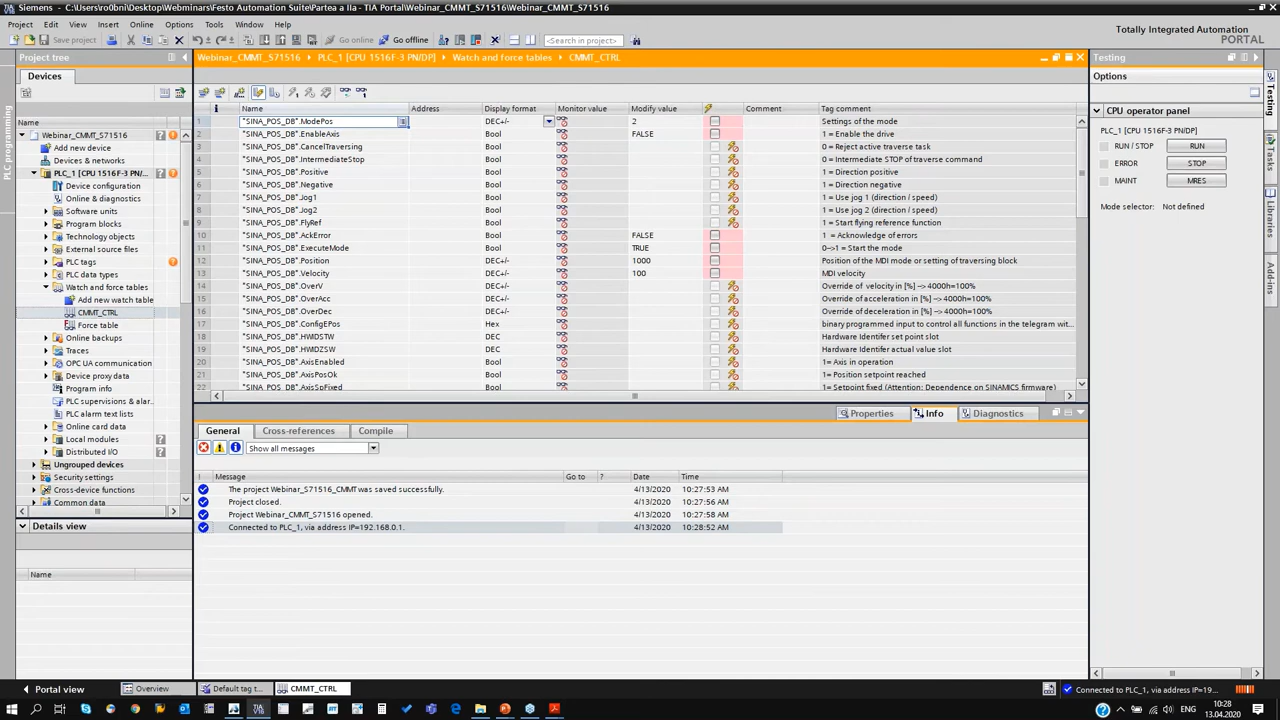 Siemens - C:\Users\ro0bni\Desktop\Webminars\Festo Automation Suite\Partea a IIa - TIA Portal\Webinar_CMMT_S71516\Webinar_CMMT_S71516
Project Edit View Insert Online Options Tools Window Help
Totally Integrated Automation
PORTAL
Save project Go online Go offline <Search in project>
Project tree
Webinar_CMMT_S71516 PLC_1 [CPU 1516F-3 PN/DP] Watch and force tables CMMT_CTRL
Testing
Devices
Options
PLC programming
Name
Webinar_CMMT_S71516
Add new device
Devices & networks
PLC_1 [CPU 1516F-3 PN/...
Device configuration
Online & diagnostics
Software units
Program blocks
Technology objects
External source files
PLC tags
PLC data types
Watch and force tables
Add new watch table
CMMT_CTRL
Force table
Online backups
Traces
OPC UA communication
Device proxy data
Program info
PLC supervisions & alar...
PLC alarm text lists
Online card data
Local modules
Distributed I/O
Ungrouped devices
Security settings
Cross-device functions
Common data
Details view
Name
i Name Address Display format Monitor value Modify value Comment Tag comment
1 "SINA_POS_DB".ModePos DEC+/- 2 Settings of the mode
2 "SINA_POS_DB".EnableAxis Bool FALSE 1 = Enable the drive
3 "SINA_POS_DB".CancelTraversing Bool 0 = Reject active traverse task
4 "SINA_POS_DB".IntermediateStop Bool 0 = Intermediate STOP of traverse command
5 "SINA_POS_DB".Positive Bool 1 = Direction positive
6 "SINA_POS_DB".Negative Bool 1 = Direction negative
7 "SINA_POS_DB".Jog1 Bool 1 = Use jog 1 (direction / speed)
8 "SINA_POS_DB".Jog2 Bool 1 = Use jog 2 (direction / speed)
9 "SINA_POS_DB".FlyRef Bool 1 = Start flying reference function
10 "SINA_POS_DB".AckError Bool FALSE 1 = Acknowledge of errors
11 "SINA_POS_DB".ExecuteMode Bool TRUE 0->1 = Start the mode
12 "SINA_POS_DB".Position DEC+/- 1000 Position of the MDI mode or setting of traversing block
13 "SINA_POS_DB".Velocity DEC+/- 100 MDI velocity
14 "SINA_POS_DB".OverV DEC+/- Override of velocity in [%] --> 4000h=100%
15 "SINA_POS_DB".OverAcc DEC+/- Override of acceleration in [%] --> 4000h=100%
16 "SINA_POS_DB".OverDec DEC+/- Override of deceleration in [%] --> 4000h=100%
17 "SINA_POS_DB".ConfigEPos Hex binary programmed input to control all functions in the telegram wit...
18 "SINA_POS_DB".HWIDSTW DEC Hardware Identifer set point slot
19 "SINA_POS_DB".HWIDZSW DEC Hardware Identifer actual value slot
20 "SINA_POS_DB".AxisEnabled Bool 1= Axis in operation
21 "SINA_POS_DB".AxisPosOk Bool 1= Position setpoint reached
22 "SINA_POS_DB".AxisSpFixed Bool 1= Setpoint fixed (Attention: Dependence on SINAMICS firmware)
Properties Info Diagnostics
General Cross-references Compile
Show all messages
! Message Go to ? Date Time
The project Webinar_S71516_CMMT was saved successfully. 4/13/2020 10:27:53 AM
Project closed. 4/13/2020 10:27:56 AM
Project Webinar_CMMT_S71516 opened. 4/13/2020 10:27:58 AM
Connected to PLC_1, via address IP=192.168.0.1. 4/13/2020 10:28:52 AM
CPU operator panel
PLC_1 [CPU 1516F-3 PN/DP]
RUN / STOP RUN
ERROR STOP
MAINT MRES
Mode selector: Not defined
Testing
Tasks
Libraries
Add-ins
Portal view Overview Default tag t... CMMT_CTRL Connected to PLC_1, via address IP=19...
10:28
13.04.2020